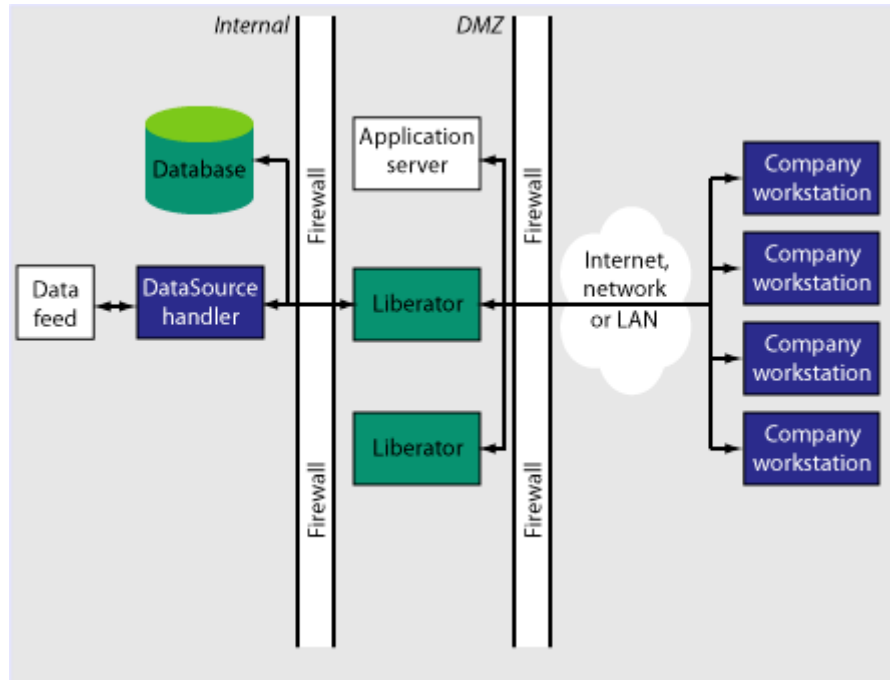 Internal
DMZ
Database
Application
server
Firewall
Firewall
Company
workstation
Data
feed
DataSource
handler
Liberator
Internet,
network
or LAN
Company
workstation
Company
workstation
Liberator
Firewall
Firewall
Company
workstation